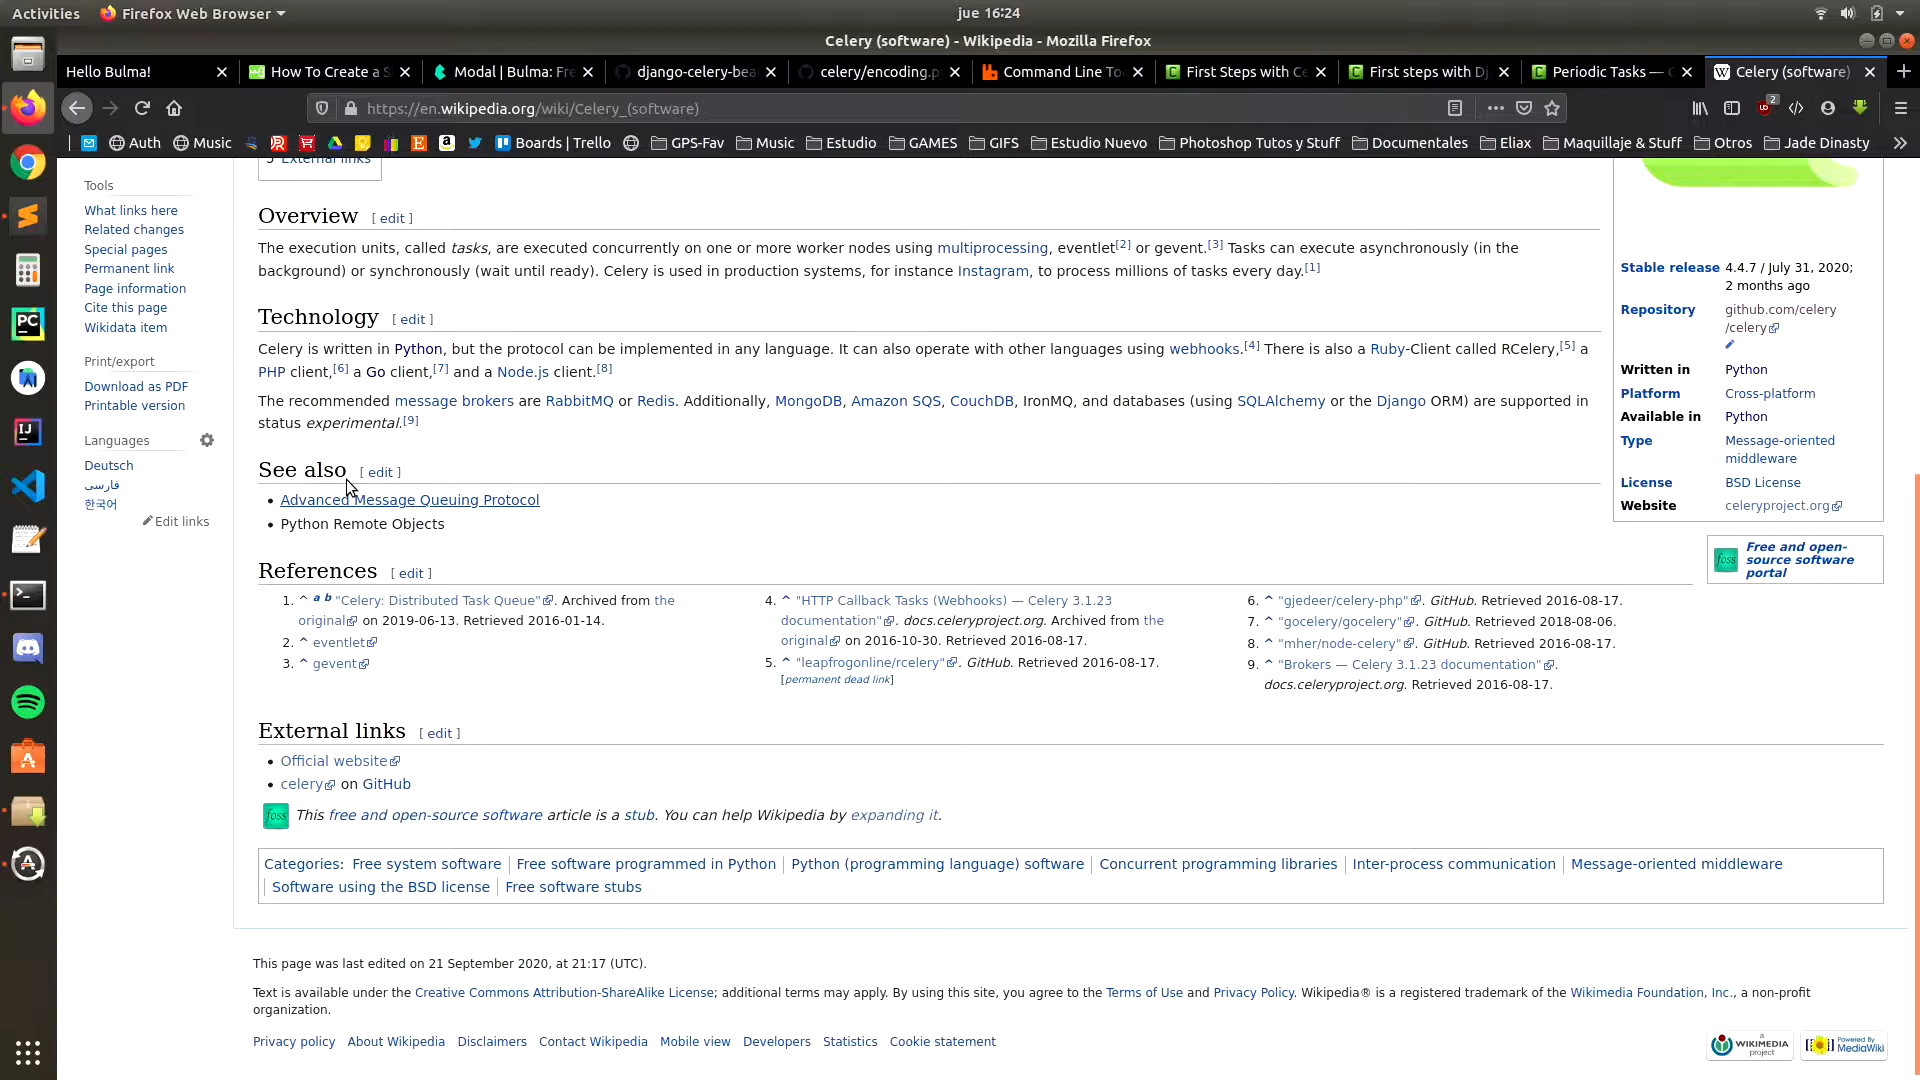 Activities
Firefox Web Browser
jue 16:24
Celery (software) - Wikipedia - Mozilla Firefox
Hello Bulma!
How To Create a S
Modal | Bulma: Fre
django-celery-bea
celery/encoding.p
Command Line To
First Steps with Ce
First steps with Dj
Periodic Tasks — C
Celery (software)
https://en.wikipedia.org/wiki/Celery_(software)
2
Auth
Music
Boards | Trello
GPS-Fav
Music
Estudio
GAMES
GIFS
Estudio Nuevo
Photoshop Tutos y Stuff
Documentales
Eliax
Maquillaje & Stuff
Otros
Jade Dinasty
Tools
What links here
Related changes
Special pages
Permanent link
Page information
Cite this page
Wikidata item
Print/export
Download as PDF
Printable version
Languages
Deutsch
فارسی
한국어
Edit links
5 External links
Overview [ edit ]
The execution units, called tasks, are executed concurrently on one or more worker nodes using multiprocessing, eventlet[2] or gevent.[3] Tasks can execute asynchronously (in the
background) or synchronously (wait until ready). Celery is used in production systems, for instance Instagram, to process millions of tasks every day.[1]
Technology [ edit ]
Celery is written in Python, but the protocol can be implemented in any language. It can also operate with other languages using webhooks.[4] There is also a Ruby-Client called RCelery,[5] a
PHP client,[6] a Go client,[7] and a Node.js client.[8]
The recommended message brokers are RabbitMQ or Redis. Additionally, MongoDB, Amazon SQS, CouchDB, IronMQ, and databases (using SQLAlchemy or the Django ORM) are supported in
status experimental.[9]
See also [ edit ]
• Advanced Message Queuing Protocol
• Python Remote Objects
References [ edit ]
1. ^ a b "Celery: Distributed Task Queue". Archived from the
original on 2019-06-13. Retrieved 2016-01-14.
2. ^ eventlet
3. ^ gevent
4. ^ "HTTP Callback Tasks (Webhooks) — Celery 3.1.23
documentation". docs.celeryproject.org. Archived from the
original on 2016-10-30. Retrieved 2016-08-17.
5. ^ "leapfrogonline/rcelery". GitHub. Retrieved 2016-08-17.
[permanent dead link]
6. ^ "gjedeer/celery-php". GitHub. Retrieved 2016-08-17.
7. ^ "gocelery/gocelery". GitHub. Retrieved 2018-08-06.
8. ^ "mher/node-celery". GitHub. Retrieved 2016-08-17.
9. ^ "Brokers — Celery 3.1.23 documentation".
docs.celeryproject.org. Retrieved 2016-08-17.
External links [ edit ]
• Official website
• celery on GitHub
foss This free and open-source software article is a stub. You can help Wikipedia by expanding it.
Categories: Free system software | Free software programmed in Python | Python (programming language) software | Concurrent programming libraries | Inter-process communication | Message-oriented middleware
| Software using the BSD license | Free software stubs
Stable release 4.4.7 / July 31, 2020;
2 months ago
Repository github.com/celery
/celery
Written in Python
Platform Cross-platform
Available in Python
Type Message-oriented
middleware
License BSD License
Website celeryproject.org
foss
Free and open-
source software
portal
This page was last edited on 21 September 2020, at 21:17 (UTC).
Text is available under the Creative Commons Attribution-ShareAlike License; additional terms may apply. By using this site, you agree to the Terms of Use and Privacy Policy. Wikipedia® is a registered trademark of the Wikimedia Foundation, Inc., a non-profit
organization.
Privacy policy About Wikipedia Disclaimers Contact Wikipedia Mobile view Developers Statistics Cookie statement
a
WIKIMEDIA
project
Powered By
MediaWiki